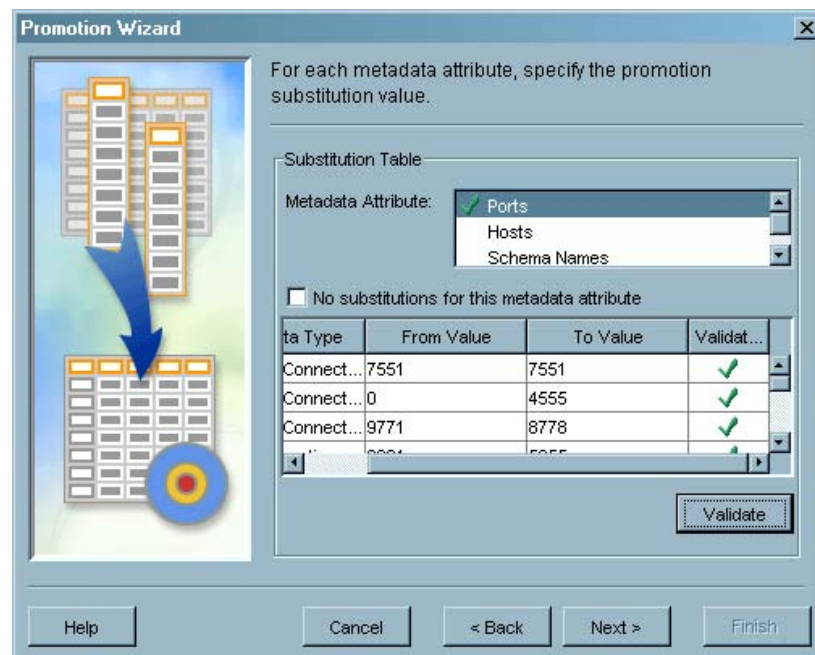 Promotion Wizard
For each metadata attribute, specify the promotion
substitution value.
Substitution Table
Metadata Attribute:
Ports
Hosts
Schema Names
No substitutions for this metadata attribute
ta Type From Value To Value Validat...
Connect... 7551 7551
Connect... 0 4555
Connect... 9771 8778
Validate
Help Cancel < Back Next > Finish